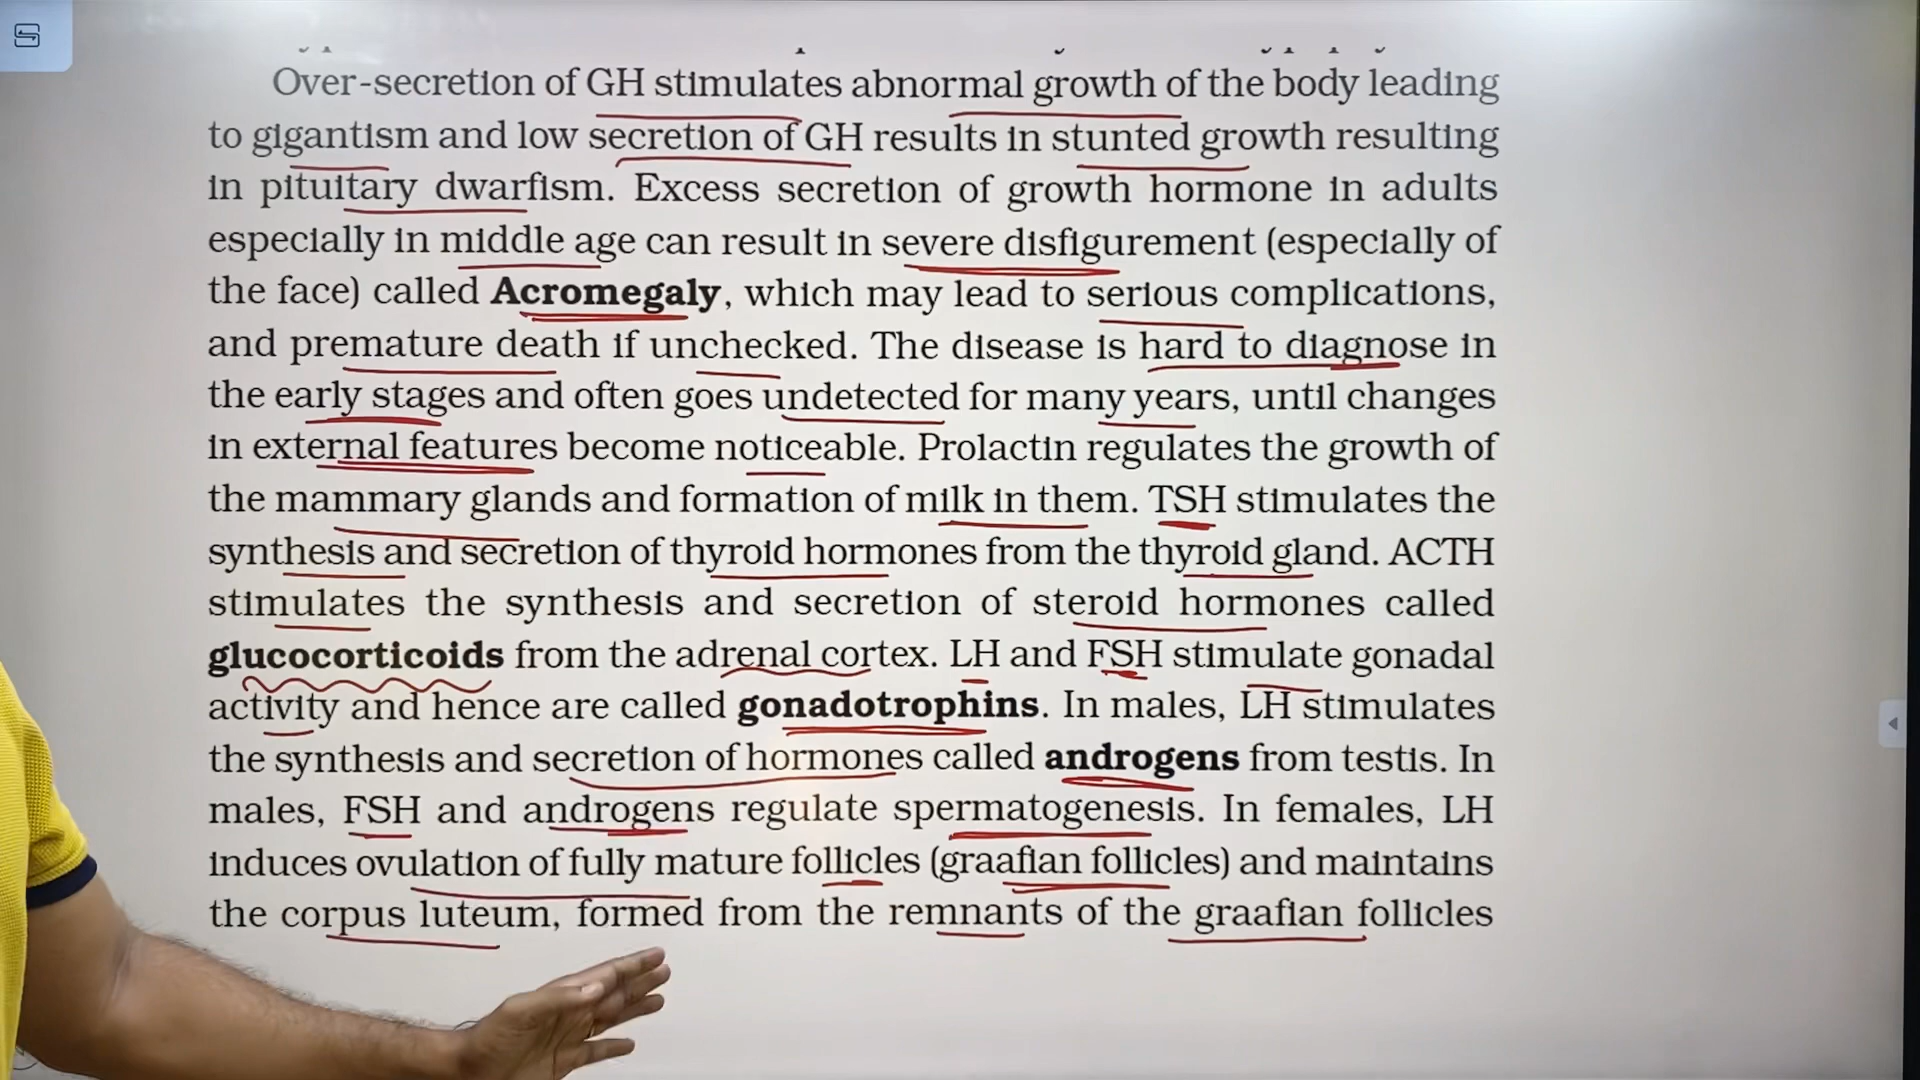 Over-secretion of GH stimulates abnormal growth of the body leading
to gigantism and low secretion of GH results in stunted growth resulting
in pituitary dwarfism. Excess secretion of growth hormone in adults
especially in middle age can result in severe disfigurement (especially of
the face) called Acromegaly, which may lead to serious complications,
and premature death if unchecked. The disease is hard to diagnose in
the early stages and often goes undetected for many years, until changes
in external features become noticeable. Prolactin regulates the growth of
the mammary glands and formation of milk in them. TSH stimulates the
synthesis and secretion of thyroid hormones from the thyroid gland. ACTH
stimulates the synthesis and secretion of steroid hormones called
glucocorticoids from the adrenal cortex. LH and FSH stimulate gonadal
activity and hence are called gonadotrophins. In males, LH stimulates
the synthesis and secretion of hormones called androgens from testis. In
males, FSH and androgens regulate spermatogenesis. In females, LH
induces ovulation of fully mature follicles (graafian follicles) and maintains
the corpus luteum, formed from the remnants of the graafian follicles